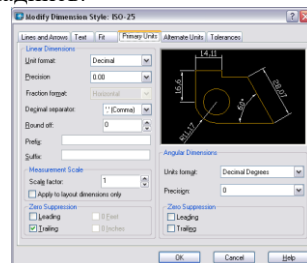 Modify Dimension Style: ISO-25
Lines and Arrows Text Fit Primary Units Alternate Units Tolerances
Linear Dimensions
Unit format: Decimal
Precision 0.00
Fraction format: Horizontal
Decimal separator: ',' (Comma)
Round off: 0
Prefix:
Suffix:
Measurement Scale
Scale factor: 1
Apply to layout dimensions only
Zero Suppression
Leading 0 Feet
Trailing 0 Inches
14,11
16,6
28,07
60°
R11,17
Angular Dimensions
Units format: Decimal Degrees
Precision: 0
Zero Suppression
Leading
Trailing
OK Cancel Help